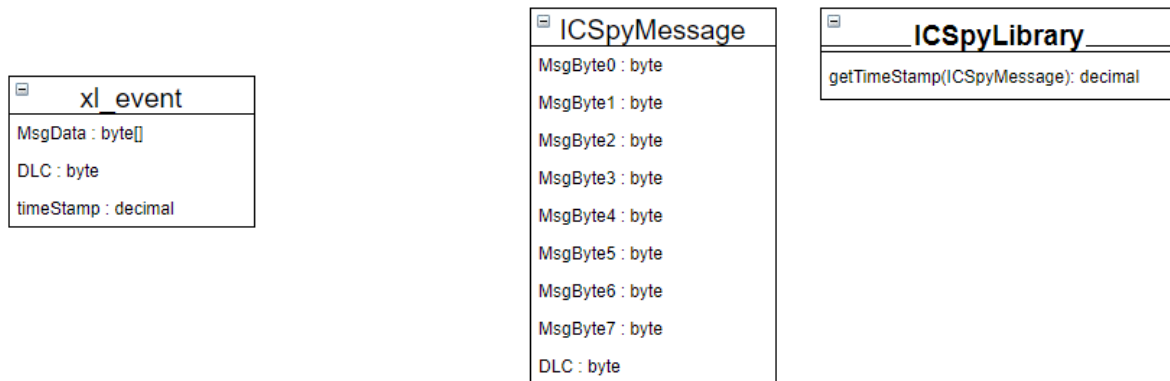 xl_event
MsgData : byte[]
DLC : byte
timeStamp : decimal
ICSpyMessage
MsgByte0 : byte
MsgByte1 : byte
MsgByte2 : byte
MsgByte3 : byte
MsgByte4 : byte
MsgByte5 : byte
MsgByte6 : byte
MsgByte7 : byte
DLC : byte
ICSpyLibrary
getTimeStamp(ICSpyMessage): decimal